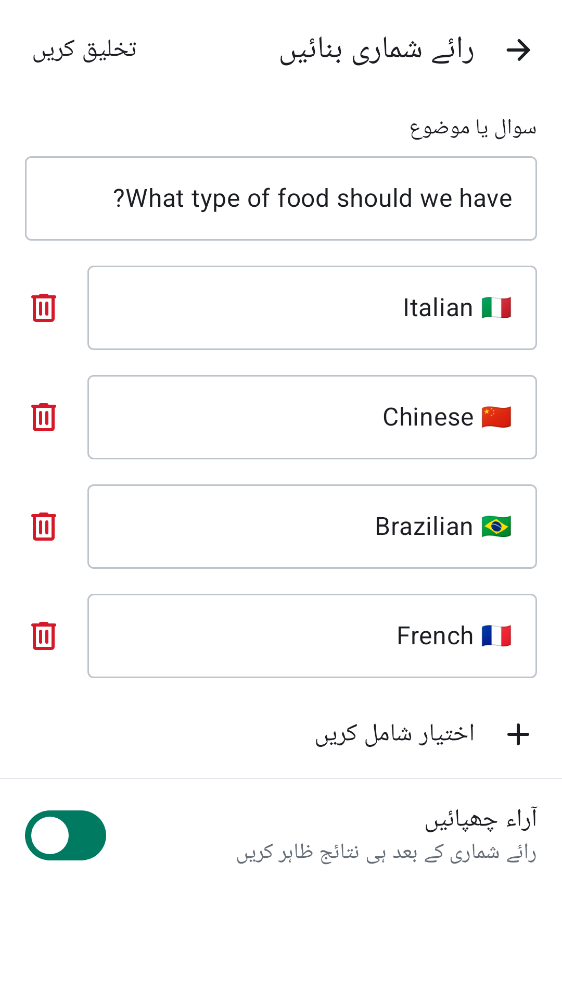 رائے شماری بنائیں
تخلیق کریں
سوال یا موضوع
What type of food should we have?
🇮🇹 Italian
🇨🇳 Chinese
🇧🇷 Brazilian
🇫🇷 French
اختیار شامل کریں
آراء چھپائیں
رائے شماری کے بعد ہی نتائج ظاہر کریں